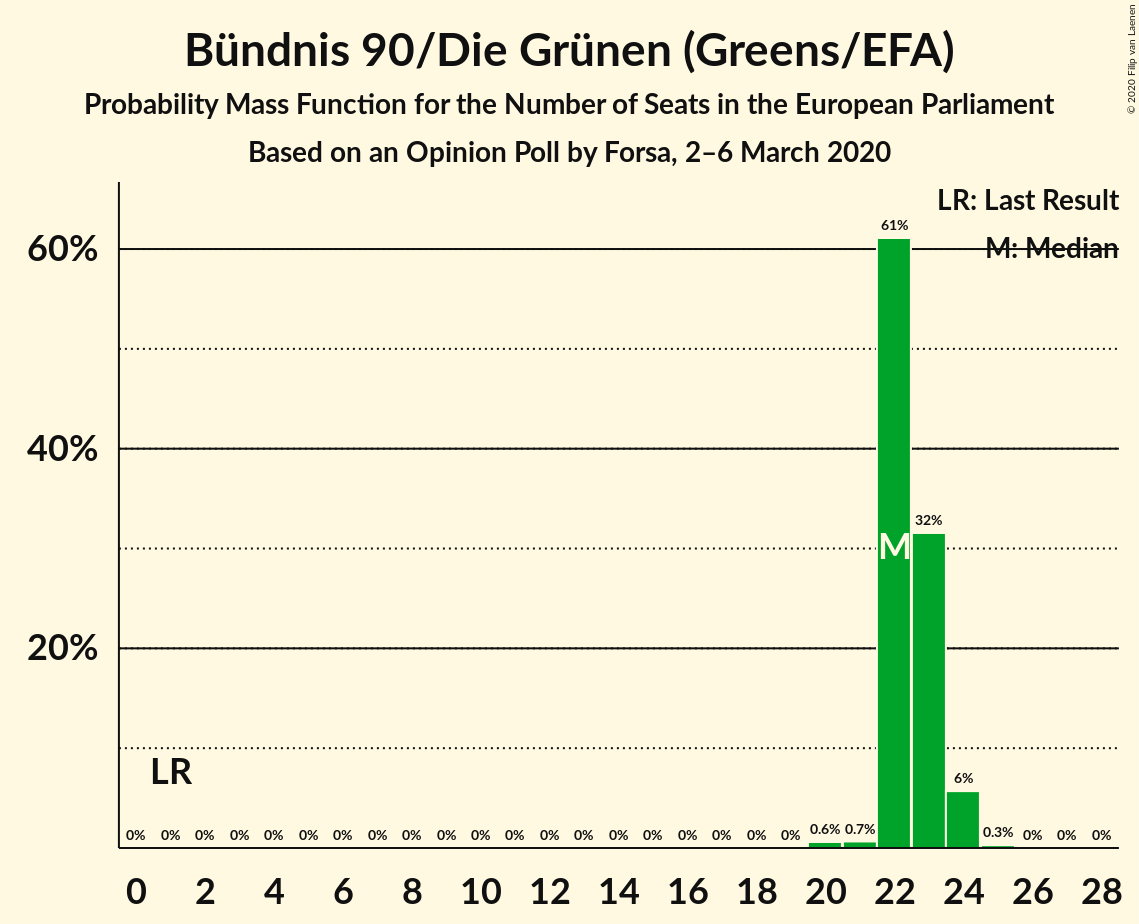 Bündnis 90/Die Grünen (Greens/EFA)
Probability Mass Function for the Number of Seats in the European Parliament
Based on an Opinion Poll by Forsa, 2–6 March 2020
© 2020 Filip van Laenen
LR: Last Result
M: Median
61%
60%
40%
32%
M
20%
LR
6%
0% 0% 0% 0% 0% 0% 0% 0% 0% 0% 0% 0% 0% 0% 0% 0% 0% 0% 0% 0% 0.6% 0.7% 0.3% 0% 0% 0%
0 2 4 6 8 10 12 14 16 18 20 22 24 26 28